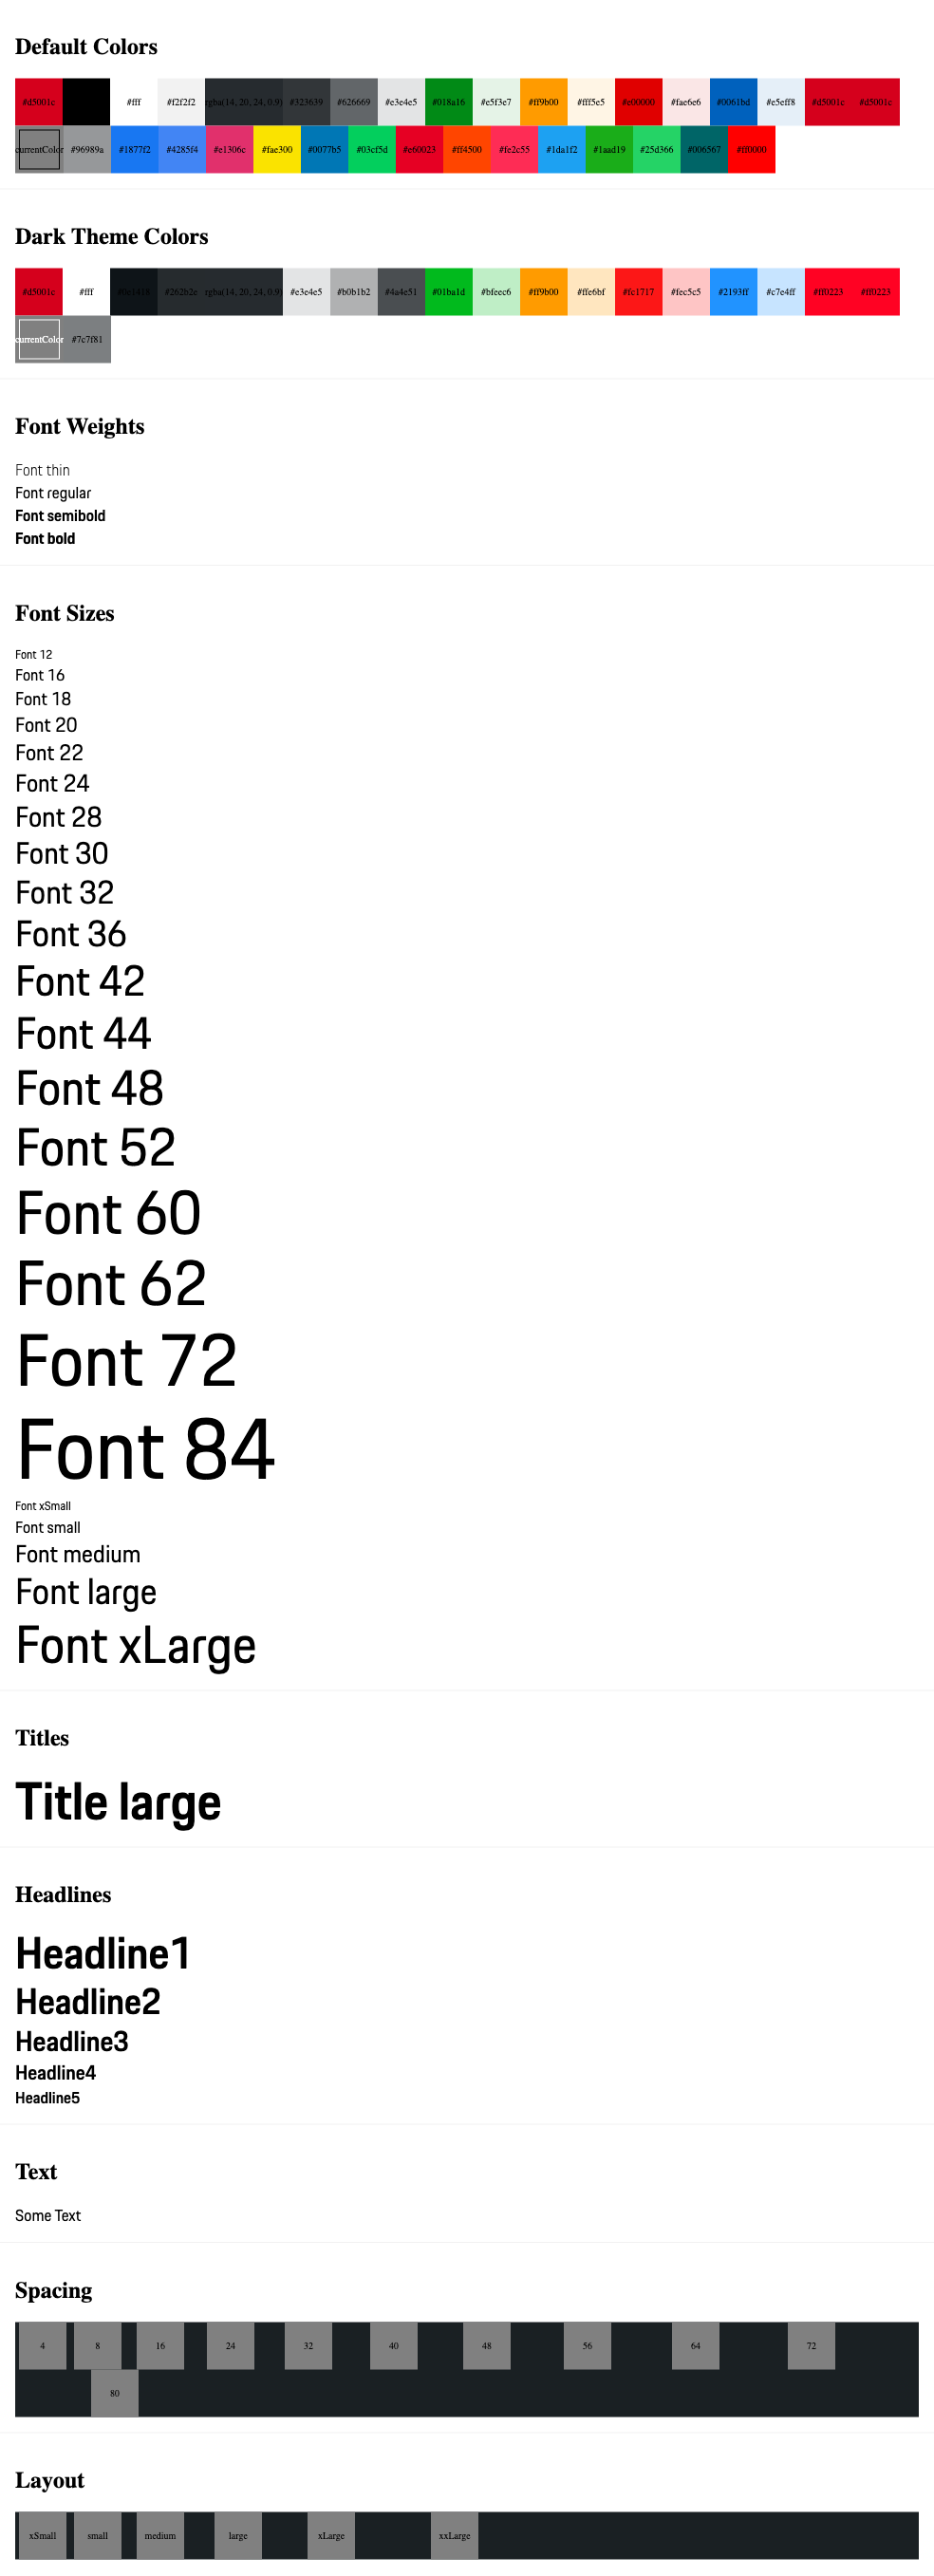 Default Colors
#d5001c #fff #f2f2f2 rgba(14, 20, 24, 0.9) #323639 #626669 #e3e4e5 #018a16 #e5f3e7 #ff9b00 #fff5e5 #e00000 #fae6e6 #0061bd #e5eff8 #d5001c #d5001c
currentColor #96989a #1877f2 #4285f4 #e1306c #fae300 #0077b5 #03cf5d #e60023 #ff4500 #fe2c55 #1da1f2 #1aad19 #25d366 #006567 #ff0000
Dark Theme Colors
#d5001c #fff #0e1418 #262b2e rgba(14, 20, 24, 0.9) #e3e4e5 #b0b1b2 #4a4e51 #01ba1d #bfeec6 #ff9b00 #ffe6bf #fc1717 #fec5c5 #2193ff #c7e4ff #ff0223 #ff0223
currentColor #7c7f81
Font Weights
Font thin
Font regular
Font semibold
Font bold
Font Sizes
Font 12
Font 16
Font 18
Font 20
Font 22
Font 24
Font 28
Font 30
Font 32
Font 36
Font 42
Font 44
Font 48
Font 52
Font 60
Font 62
Font 72
Font 84
Font xSmall
Font small
Font medium
Font large
Font xLarge
Titles
Title large
Headlines
Headline1
Headline2
Headline3
Headline4
Headline5
Text
Some Text
Spacing
4 8 16 24 32 40 48 56 64 72
80
Layout
xSmall small medium large xLarge xxLarge